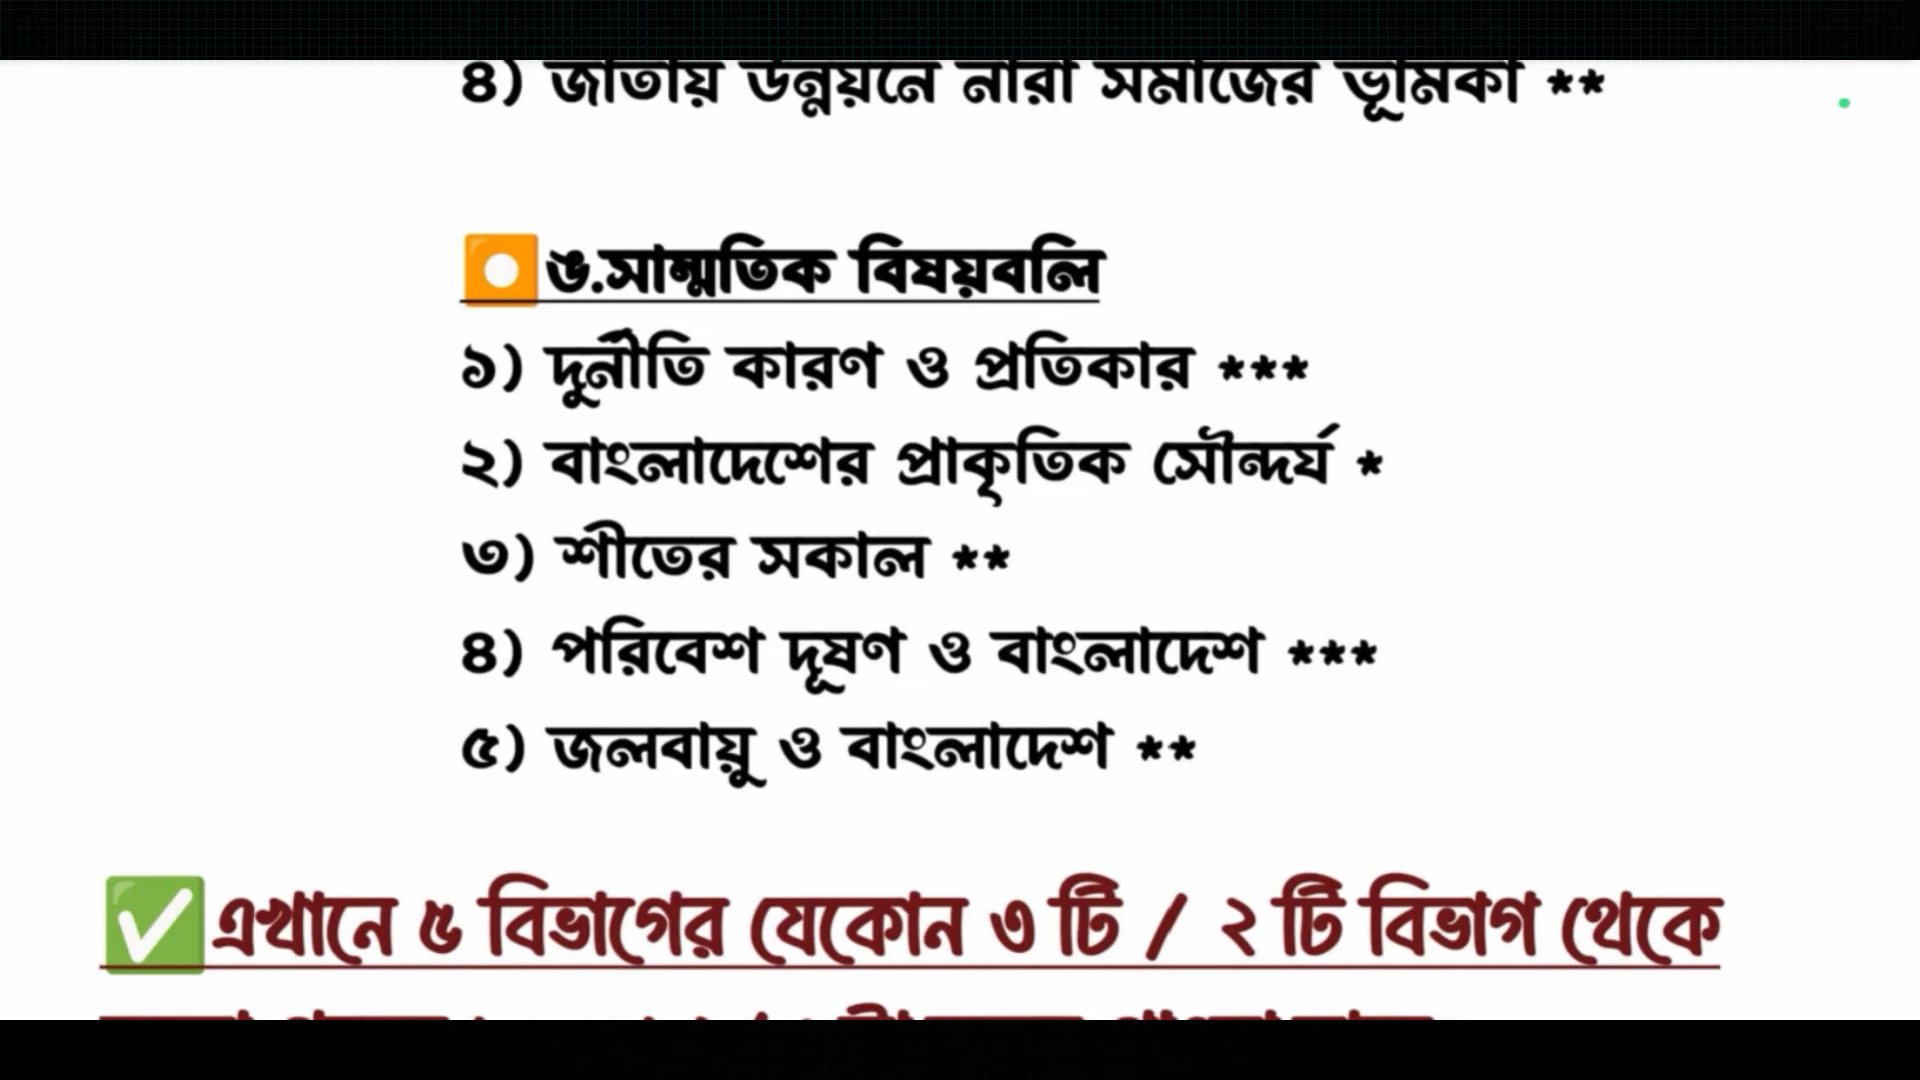 ৪) জাতীয় উন্নয়নে নারী সমাজের ভূমিকা **
ঙ.সাম্মতিক বিষয়বলি
১) দুর্নীতি কারণ ও প্রতিকার ***
২) বাংলাদেশের প্রাকৃতিক সৌন্দর্য *
৩) শীতের সকাল **
৪) পরিবেশ দূষণ ও বাংলাদেশ ***
৫) জলবায়ু ও বাংলাদেশ **
এখানে ৫ বিভাগের যেকোন ৩ টি / ২ টি বিভাগ থেকে